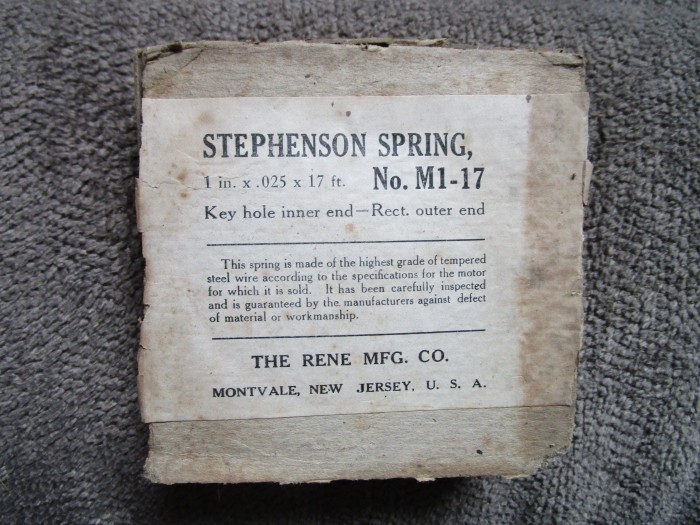 STEPHENSON SPRING,
1 in. x .025 x 17 ft. No. M1-17
Key hole inner end—Rect. outer end
This spring is made of the highest grade of tempered
steel wire according to the specifications for the motor
for which it is sold. It has been carefully inspected
and is guaranteed by the manufacturers against defect
of material or workmanship.
THE RENE MFG. CO.
MONTVALE, NEW JERSEY, U. S. A.